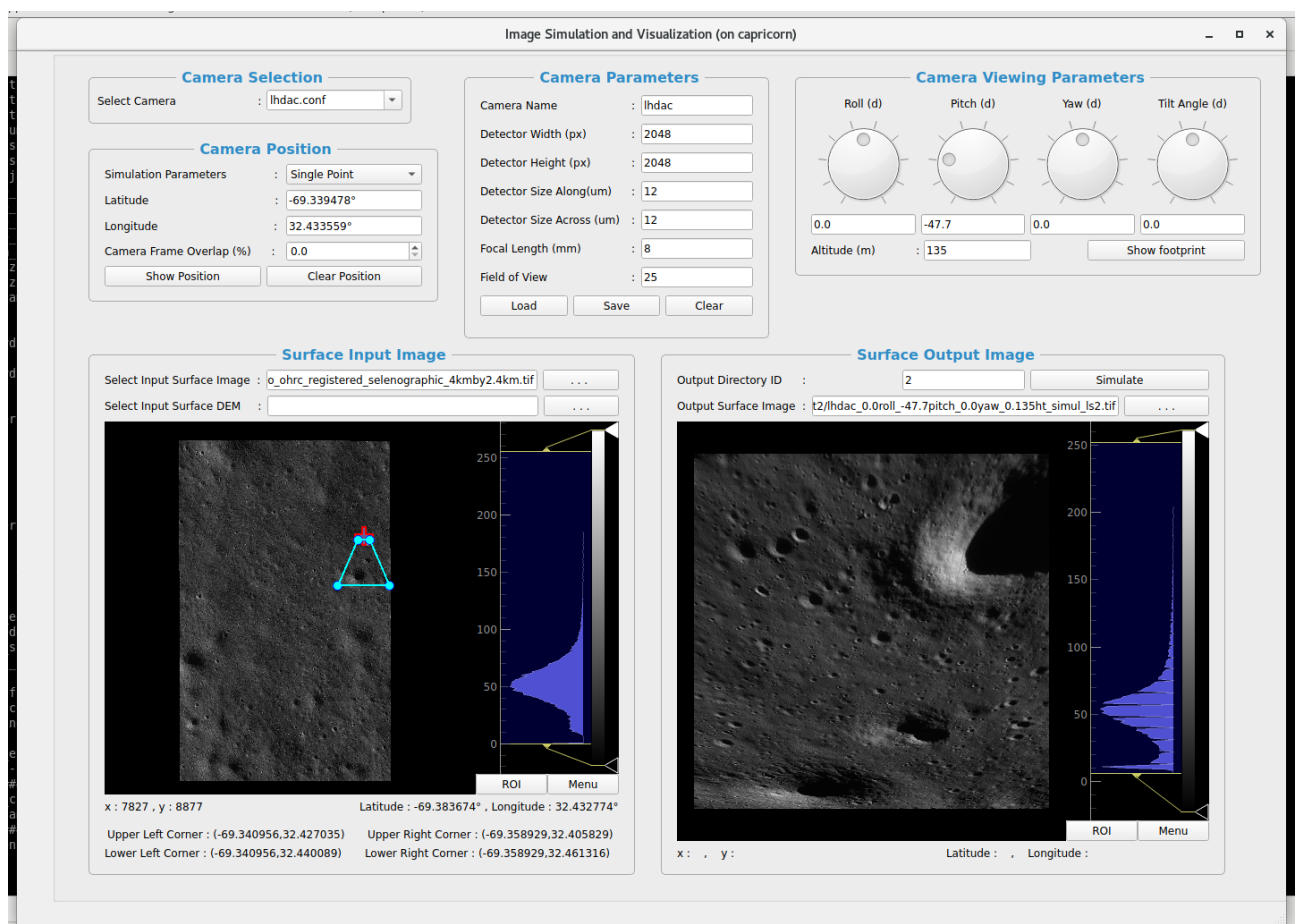 Image Simulation and Visualization (on capricorn)
Camera Selection
Select Camera : lhdac.conf
Camera Position
Simulation Parameters : Single Point
Latitude : -69.339478°
Longitude : 32.433559°
Camera Frame Overlap (%) : 0.0
Show Position Clear Position
Camera Parameters
Camera Name : lhdac
Detector Width (px) : 2048
Detector Height (px) : 2048
Detector Size Along(um) : 12
Detector Size Across (um) : 12
Focal Length (mm) : 8
Field of View : 25
Load Save Clear
Camera Viewing Parameters
Roll (d) Pitch (d) Yaw (d) Tilt Angle (d)
0.0 -47.7 0.0 0.0
Altitude (m) : 135 Show footprint
Surface Input Image
Select Input Surface Image : o_ohrc_registered_selenographic_4kmby2.4km.tif ...
Select Input Surface DEM : ...
250
200
150
100
50
0
ROI Menu
x : 7827 , y : 8877 Latitude : -69.383674° , Longitude : 32.432774°
Upper Left Corner : (-69.340956,32.427035) Upper Right Corner : (-69.358929,32.405829)
Lower Left Corner : (-69.340956,32.440089) Lower Right Corner : (-69.358929,32.461316)
Surface Output Image
Output Directory ID : 2 Simulate
Output Surface Image : t2/lhdac_0.0roll_-47.7pitch_0.0yaw_0.135ht_simul_ls2.tif ...
250
200
150
100
50
0
ROI Menu
x : , y : Latitude : , Longitude :